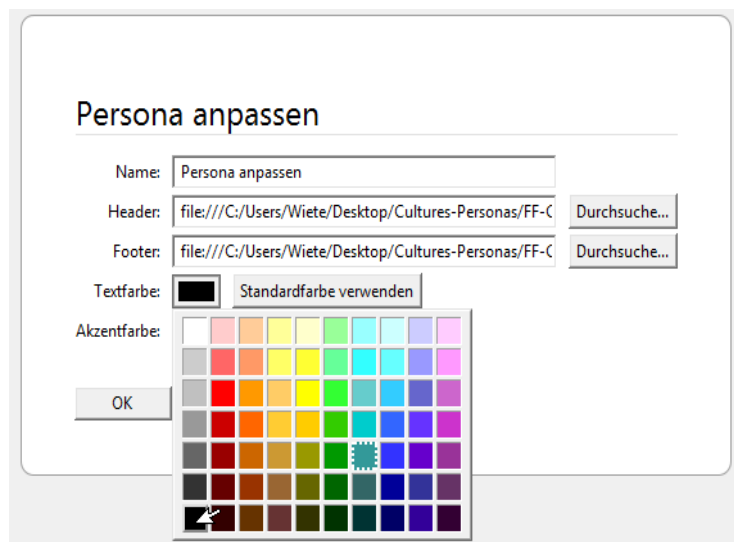 Persona anpassen
Name: Persona anpassen
Header: file:///C:/Users/Wiete/Desktop/Cultures-Personas/FF-C Durchsuche...
Footer: file:///C:/Users/Wiete/Desktop/Cultures-Personas/FF-C Durchsuche...
Textfarbe: Standardfarbe verwenden
Akzentfarbe:
OK